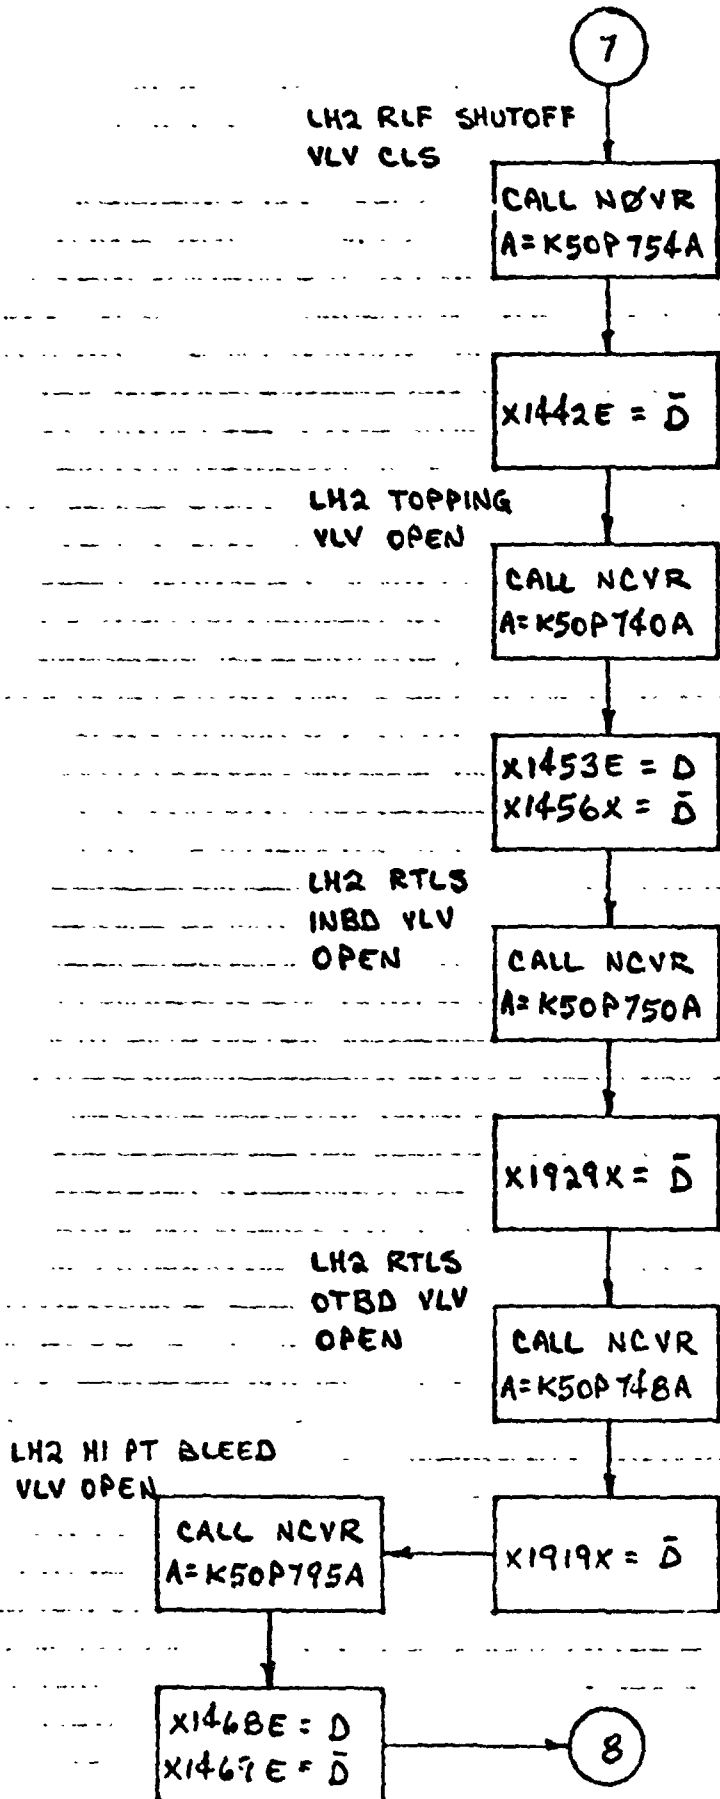 7
LH2 RLF SHUTOFF
VLV CLS
CALL NØVR
A=K50P754A
X1442E = D̄
LH2 TOPPING
VLV OPEN
CALL NCVR
A=K50P740A
X1453E = D
X1456X = D̄
LH2 RTLS
INBD VLV
OPEN
CALL NCVR
A=K50P750A
X1929X = D̄
LH2 RTLS
OTBD VLV
OPEN
CALL NCVR
A=K50P748A
X1919X = D̄
LH2 HI PT BLEED
VLV OPEN
CALL NCVR
A=K50P795A
X1468E = D
= D̄
8